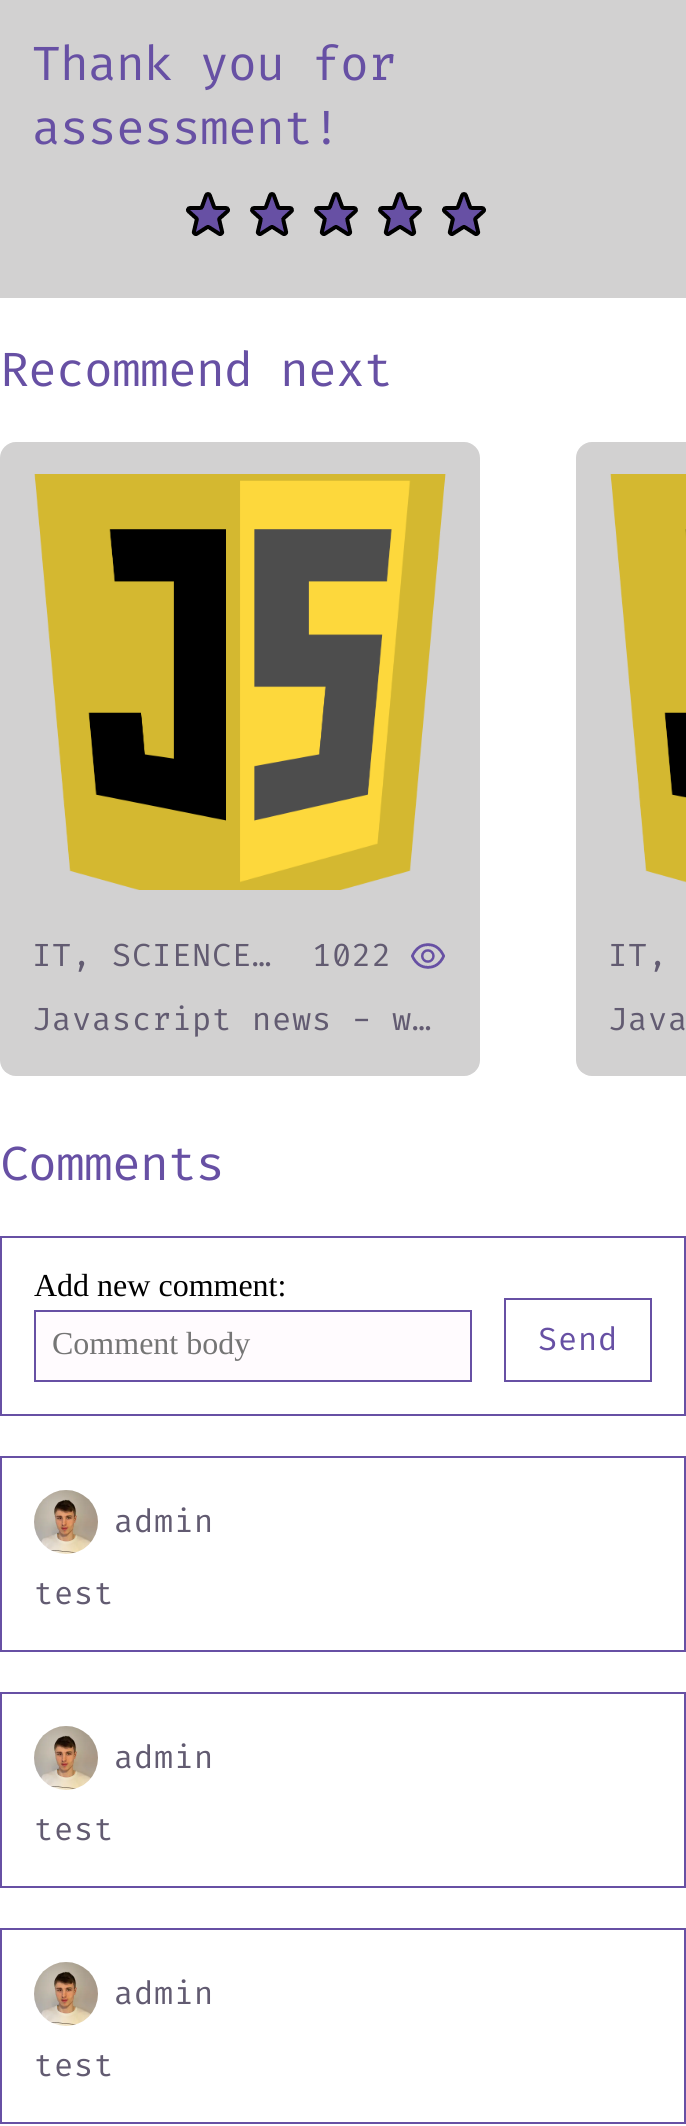 Thank you for
assessment!
Recommend next
JS
IT, SCIENCE… 1022
Javascript news - w…
IT,
Java
Comments
Add new comment:
Comment body
Send
admin
test
admin
test
admin
test